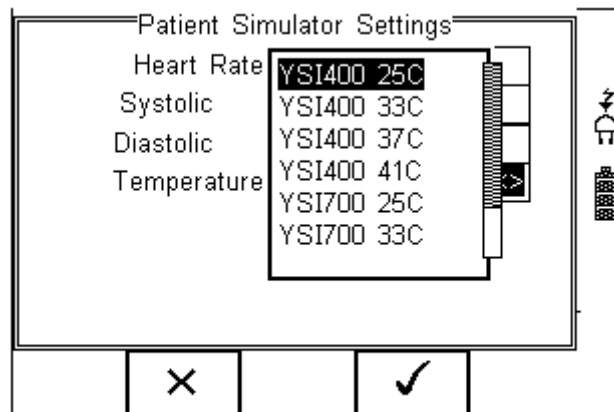 Patient Simulator Settings
Heart Rate
Systolic
Diastolic
Temperature
YSI400 25C
YSI400 33C
YSI400 37C
YSI400 41C
YSI700 25C
YSI700 33C
<>